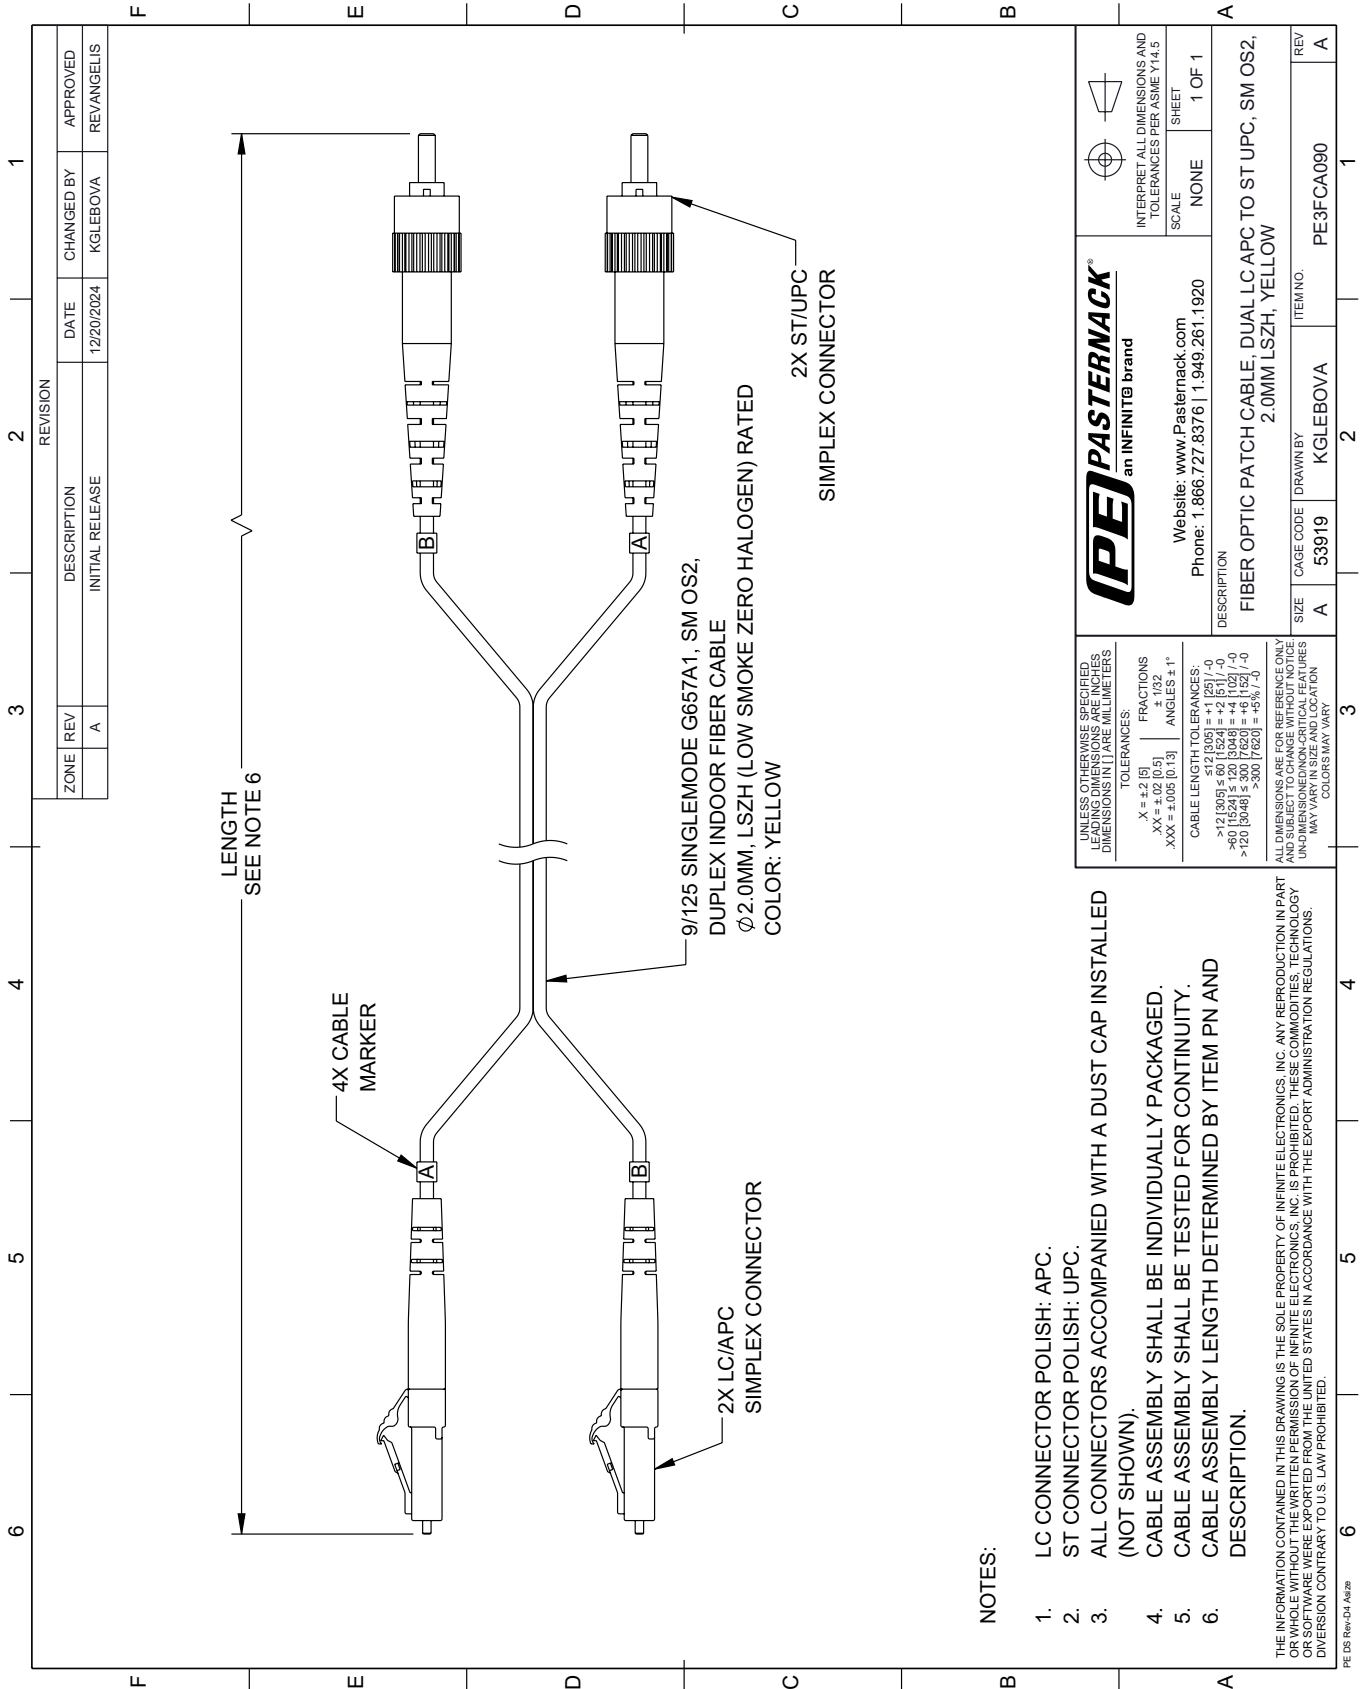 REVISION
ZONE REV DESCRIPTION DATE CHANGED BY APPROVED
A INITIAL RELEASE 12/20/2024 KGLEBOVA REVANGELIS
6 5 4 3 2 1
F
E
D
C
B
A
LENGTH
SEE NOTE 6
4X CABLE
MARKER
A
B
B
A
2X LC/APC
SIMPLEX CONNECTOR
9/125 SINGLEMODE G657A1, SM OS2,
DUPLEX INDOOR FIBER CABLE
Ø2.0MM, LSZH (LOW SMOKE ZERO HALOGEN) RATED
COLOR: YELLOW
2X ST/UPC
SIMPLEX CONNECTOR
NOTES:
1. LC CONNECTOR POLISH: APC.
2. ST CONNECTOR POLISH: UPC.
3. ALL CONNECTORS ACCOMPANIED WITH A DUST CAP INSTALLED
(NOT SHOWN).
4. CABLE ASSEMBLY SHALL BE INDIVIDUALLY PACKAGED.
5. CABLE ASSEMBLY SHALL BE TESTED FOR CONTINUITY.
6. CABLE ASSEMBLY LENGTH DETERMINED BY ITEM PN AND
DESCRIPTION.
THE INFORMATION CONTAINED IN THIS DRAWING IS THE SOLE PROPERTY OF INFINITE ELECTRONICS, INC. ANY REPRODUCTION IN PART
OR WHOLE WITHOUT THE WRITTEN PERMISSION OF INFINITE ELECTRONICS, INC. IS PROHIBITED. THESE COMMODITIES, TECHNOLOGY
OR SOFTWARE WERE EXPORTED FROM THE UNITED STATES IN ACCORDANCE WITH THE EXPORT ADMINISTRATION REGULATIONS.
DIVERSION CONTRARY TO U.S. LAW PROHIBITED.
UNLESS OTHERWISE SPECIFIED
LEADING DIMENSIONS ARE INCHES
DIMENSIONS IN [ ] ARE MILLIMETERS
TOLERANCES:
.X = ±.2 [5] FRACTIONS
.XX = ±.02 [0.5] ± 1/32
.XXX = ±.005 [0.13] ANGLES ± 1°
CABLE LENGTH TOLERANCES:
≤12 [305] = +1 [25] / -0
>12 [305] ≤ 60 [1524] = +2 [51] / -0
>60 [1524] ≤ 120 [3048] = +4 [102] / -0
>120 [3048] ≤ 300 [7620] = +6 [152] / -0
>300 [7620] = +5% / -0
ALL DIMENSIONS ARE FOR REFERENCE ONLY
AND SUBJECT TO CHANGE WITHOUT NOTICE.
UN-DIMENSIONED/NON-CRITICAL FEATURES
MAY VARY IN SIZE AND LOCATION
COLORS MAY VARY
PE PASTERNACK®
an INFINIT@ brand
Website: www.Pasternack.com
Phone: 1.866.727.8376 | 1.949.261.1920
INTERPRET ALL DIMENSIONS AND
TOLERANCES PER ASME Y14.5
SCALE SHEET
NONE 1 OF 1
DESCRIPTION
FIBER OPTIC PATCH CABLE, DUAL LC APC TO ST UPC, SM OS2,
2.0MM LSZH, YELLOW
SIZE CAGE CODE DRAWN BY ITEM NO. REV
A 53919 KGLEBOVA PE3FCA090 A
F
E
D
C
B
A
6 5 4 3 2 1
PE DS Rev-D4 Asize